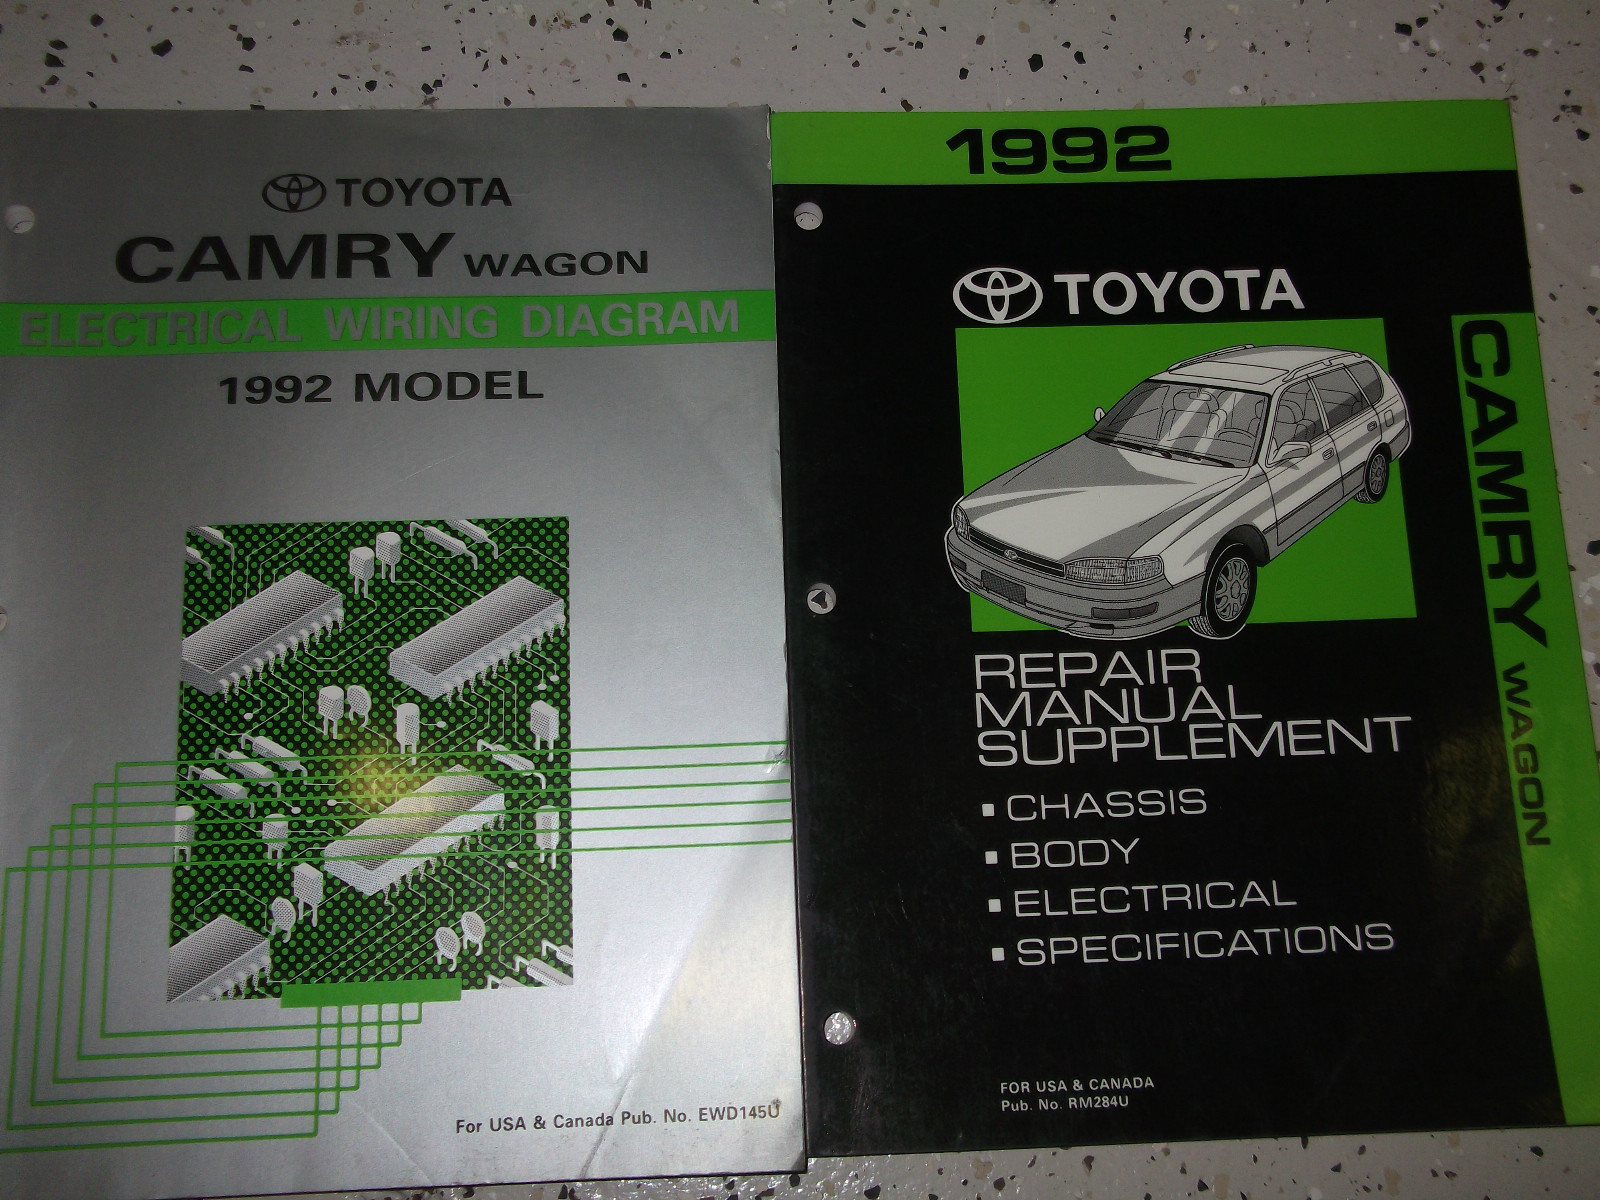 TOYOTA
CAMRY WAGON
ELECTRICAL WIRING DIAGRAM
1992 MODEL
For USA & Canada Pub. No. EWD145U
1992
TOYOTA
REPAIR
MANUAL
SUPPLEMENT
▪ CHASSIS
▪ BODY
▪ ELECTRICAL
▪ SPECIFICATIONS
FOR USA & CANADA
Pub. No. RM284U
CAMRY WAGON